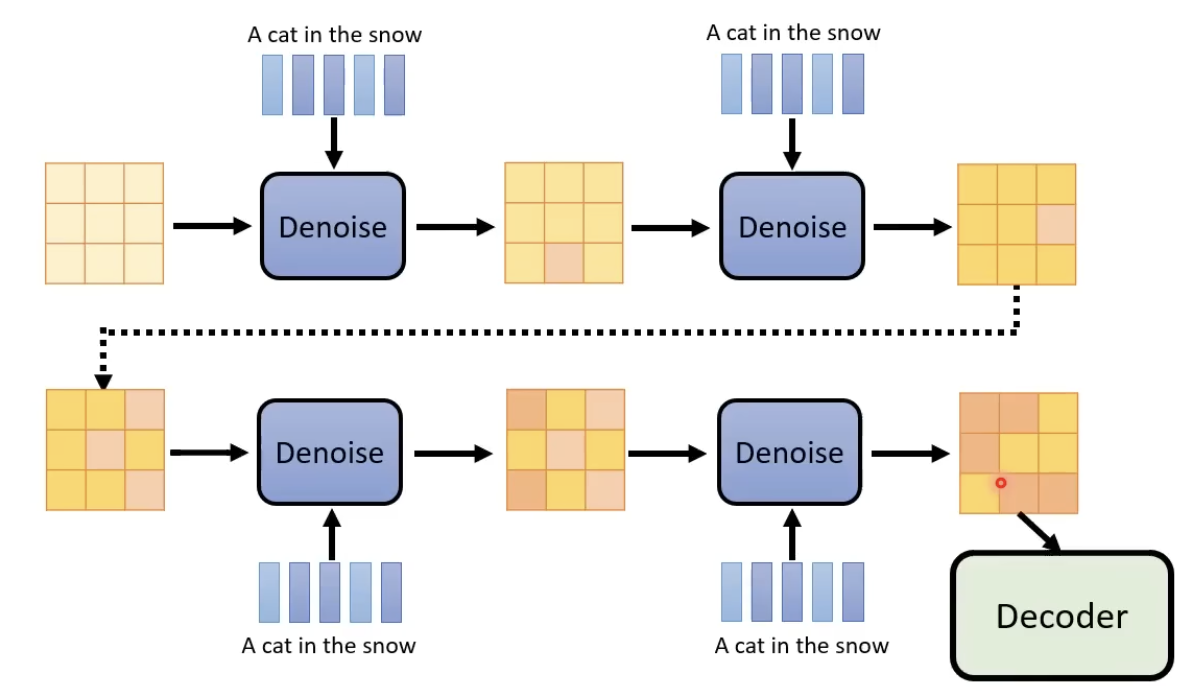 A cat in the snow
A cat in the snow
Denoise
Denoise
Denoise
Denoise
A cat in the snow
A cat in the snow
Decoder